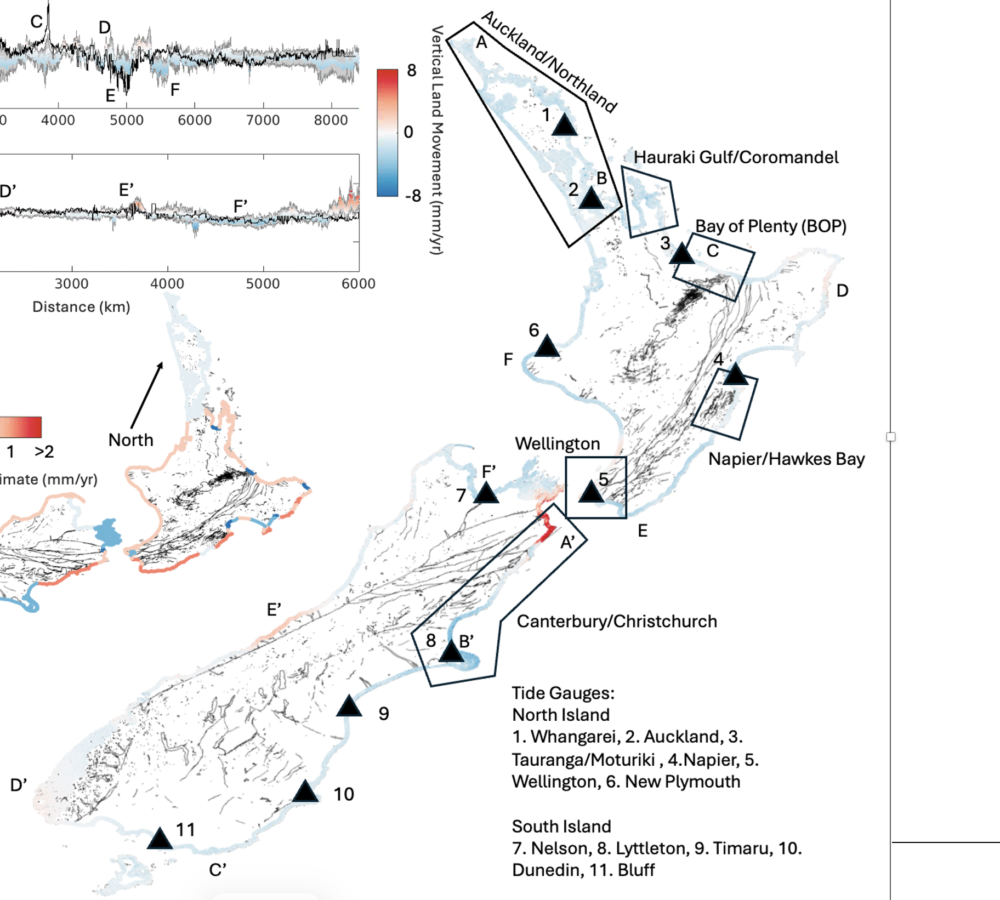 C
D
E
F
0
4000
5000
6000
7000
8000
D’
E’
F’
3000
4000
5000
6000
Distance (km)
8
0
-8
Vertical Land Movement (mm/yr)
North
1
>2
imate (mm/yr)
Auckland/Northland
A
1
2
B
Hauraki Gulf/Coromandel
Bay of Plenty (BOP)
3
C
D
6
F
4
Napier/Hawkes Bay
Wellington
5
E
F’
7
A’
E’
Canterbury/Christchurch
8
B’
9
10
D’
11
C’
Tide Gauges:
North Island
1. Whangarei, 2. Auckland, 3.
Tauranga/Moturiki , 4.Napier, 5.
Wellington, 6. New Plymouth
South Island
7. Nelson, 8. Lyttleton, 9. Timaru, 10.
Dunedin, 11. Bluff